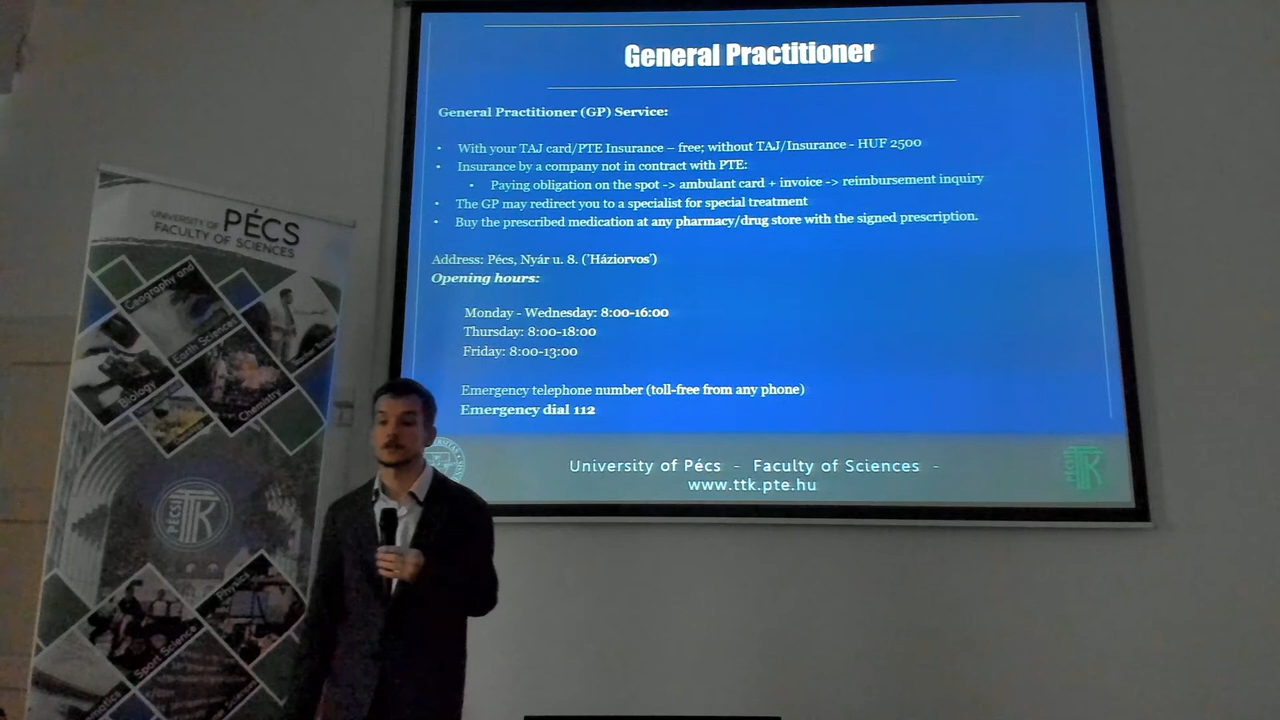 General Practitioner
General Practitioner (GP) Service:
• With your TAJ card/PTE Insurance – free; without TAJ/Insurance - HUF 2500
• Insurance by a company not in contract with PTE:
• Paying obligation on the spot -> ambulant card + invoice -> reimbursement inquiry
• The GP may redirect you to a specialist for special treatment
• Buy the prescribed medication at any pharmacy/drug store with the signed prescription.
Address: Pécs, Nyár u. 8. ('Háziorvos')
Opening hours:
Monday - Wednesday: 8:00-16:00
Thursday: 8:00-18:00
Friday: 8:00-13:00
Emergency telephone number (toll-free from any phone)
Emergency dial 112
University of Pécs - Faculty of Sciences -
www.ttk.pte.hu
PÉCS TTK
UNIVERSITY OF PÉCS
FACULTY OF SCIENCES
Geography and
Earth Sciences
Biology
Chemistry
PÉCSI TTK
Physics
Sport Science